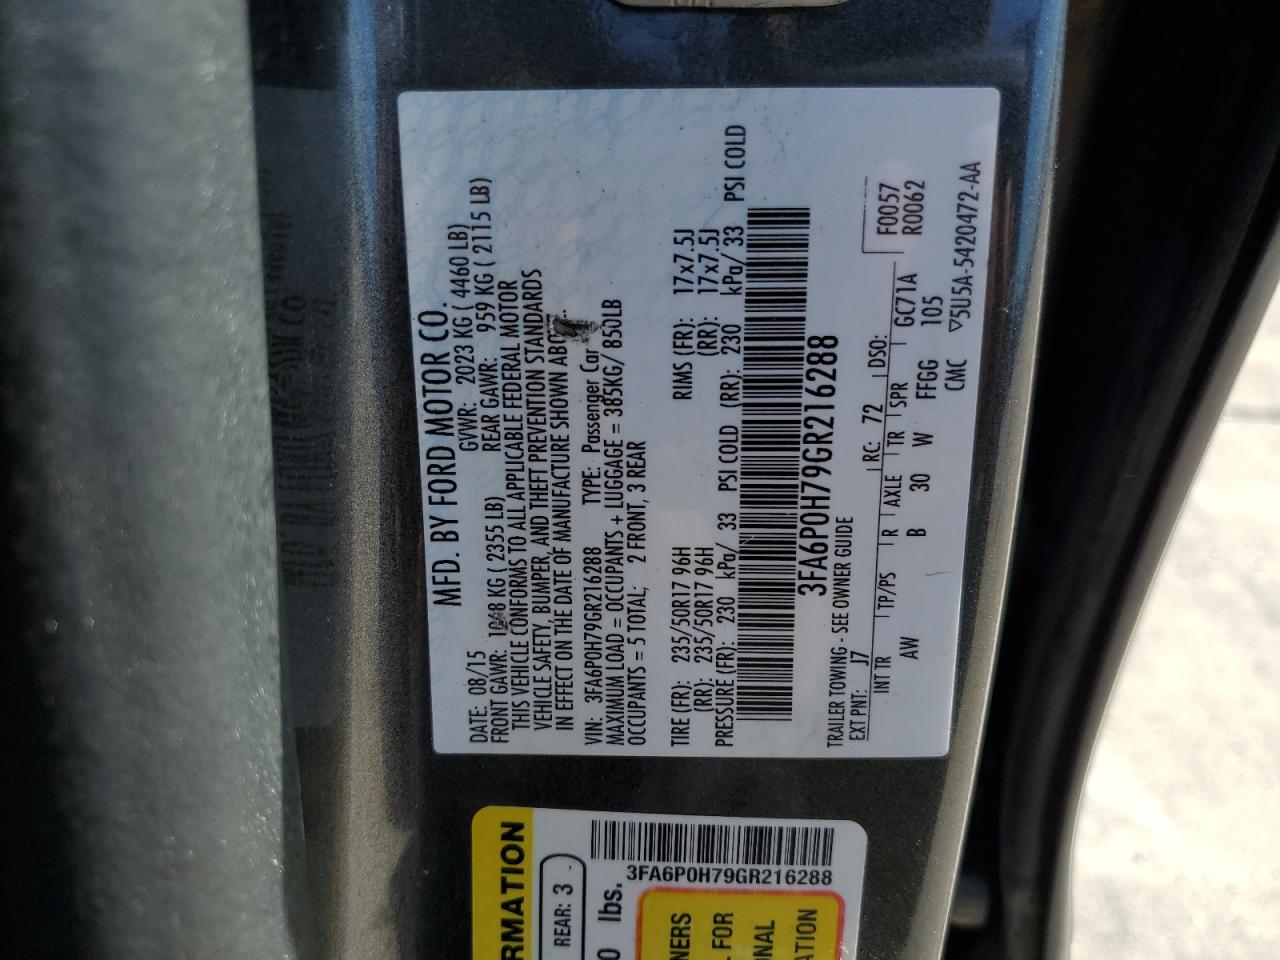 MFD. BY FORD MOTOR CO.
DATE: 08/15 GVWR: 2023 KG ( 4460 LB)
FRONT GAWR: 1068 KG ( 2355 LB) REAR GAWR: 959 KG ( 2115 LB)
THIS VEHICLE CONFORMS TO ALL APPLICABLE FEDERAL MOTOR
VEHICLE SAFETY, BUMPER, AND THEFT PREVENTION STANDARDS
IN EFFECT ON THE DATE OF MANUFACTURE SHOWN
VIN: 3FA6P0H79GR216288 TYPE: Passenger Car
MAXIMUM LOAD = OCCUPANTS + LUGGAGE = 385KG/ 850LB
OCCUPANTS = 5 TOTAL; 2 FRONT, 3 REAR
TIRE (FR): 235/50R17 96H RIMS (FR): 17x7.5J
(RR): 235/50R17 96H (RR): 17x7.5J
PRESSURE (FR): 230 kPa/ 33 PSI COLD (RR): 230 kPa/ 33 PSI COLD
3FA6P0H79GR216288
TRAILER TOWING - SEE OWNER GUIDE
EXT PNT: J7 RC: 72 DSO: F0057
INT TR TP/PS R AXLE TR SPR GC71A R0062
AW B 30 W FFGG 105
CMC ▽5U5A-5420472-AA
RMATION
REAR: 3
0 lbs.
3FA6P0H79GR216288
NERS
FOR
ONAL
ATION